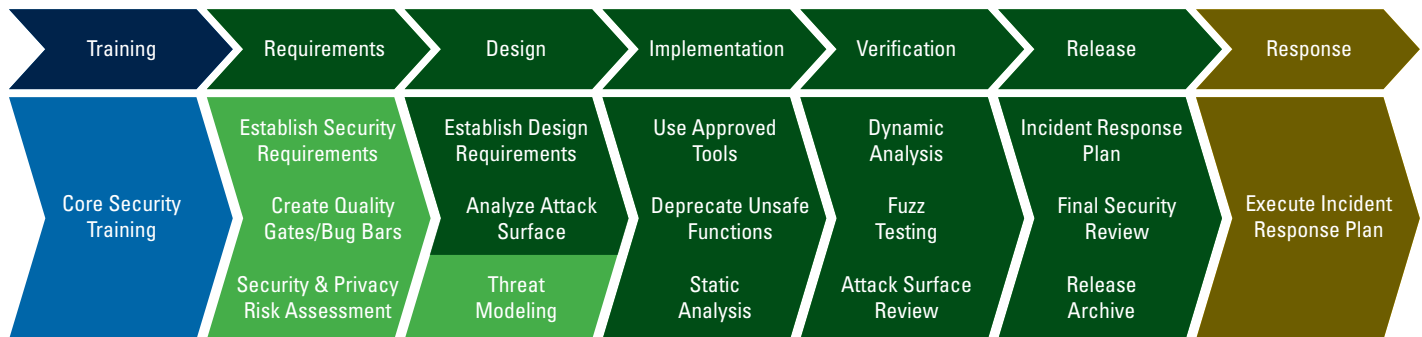 Training
Requirements
Design
Implementation
Verification
Release
Response
Core Security
Training
Establish Security
Requirements
Create Quality
Gates/Bug Bars
Security & Privacy
Risk Assessment
Establish Design
Requirements
Analyze Attack
Surface
Threat
Modeling
Use Approved
Tools
Deprecate Unsafe
Functions
Static
Analysis
Dynamic
Analysis
Fuzz
Testing
Attack Surface
Review
Incident Response
Plan
Final Security
Review
Release
Archive
Execute Incident
Response Plan